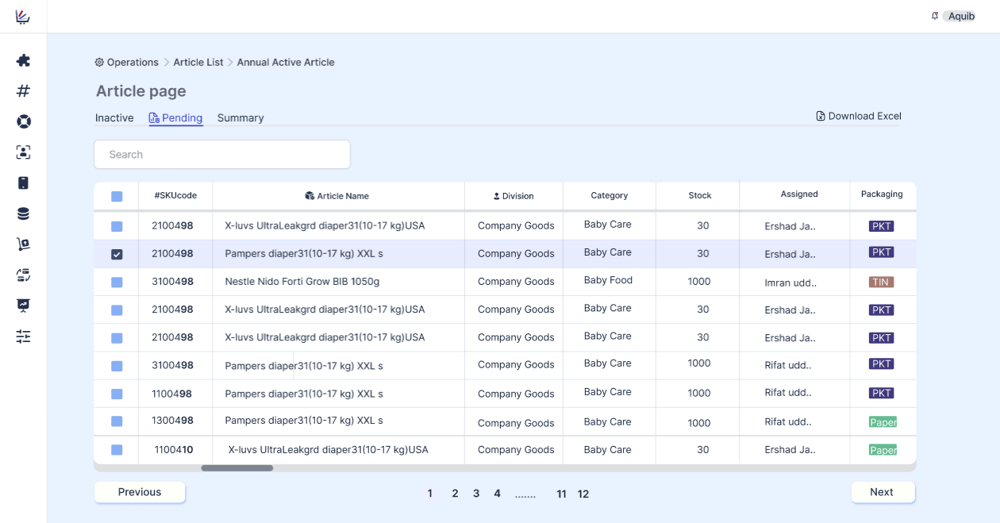 Aquib
Operations > Article List > Annual Active Article
Article page
Inactive Pending Summary Download Excel
Search
#SKUcode Article Name Division Category Stock Assigned Packaging
2100498 X-luvs UltraLeakgrd diaper31(10-17 kg)USA Company Goods Baby Care 30 Ershad Ja.. PKT
2100498 Pampers diaper31(10-17 kg) XXL s Company Goods Baby Care 30 Ershad Ja.. PKT
3100498 Nestle Nido Forti Grow BIB 1050g Company Goods Baby Food 1000 Imran udd.. TIN
2100498 X-luvs UltraLeakgrd diaper31(10-17 kg)USA Company Goods Baby Care 30 Ershad Ja.. PKT
2100498 X-luvs UltraLeakgrd diaper31(10-17 kg)USA Company Goods Baby Care 30 Ershad Ja.. PKT
3100498 Pampers diaper31(10-17 kg) XXL s Company Goods Baby Care 1000 Rifat udd.. PKT
1100498 Pampers diaper31(10-17 kg) XXL s Company Goods Baby Care 1000 Rifat udd.. PKT
1300498 Pampers diaper31(10-17 kg) XXL s Company Goods Baby Care 1000 Rifat udd.. Paper
1100410 X-luvs UltraLeakgrd diaper31(10-17 kg)USA Company Goods Baby Care 30 Ershad Ja.. Paper
Previous 1 2 3 4 ....... 11 12 Next